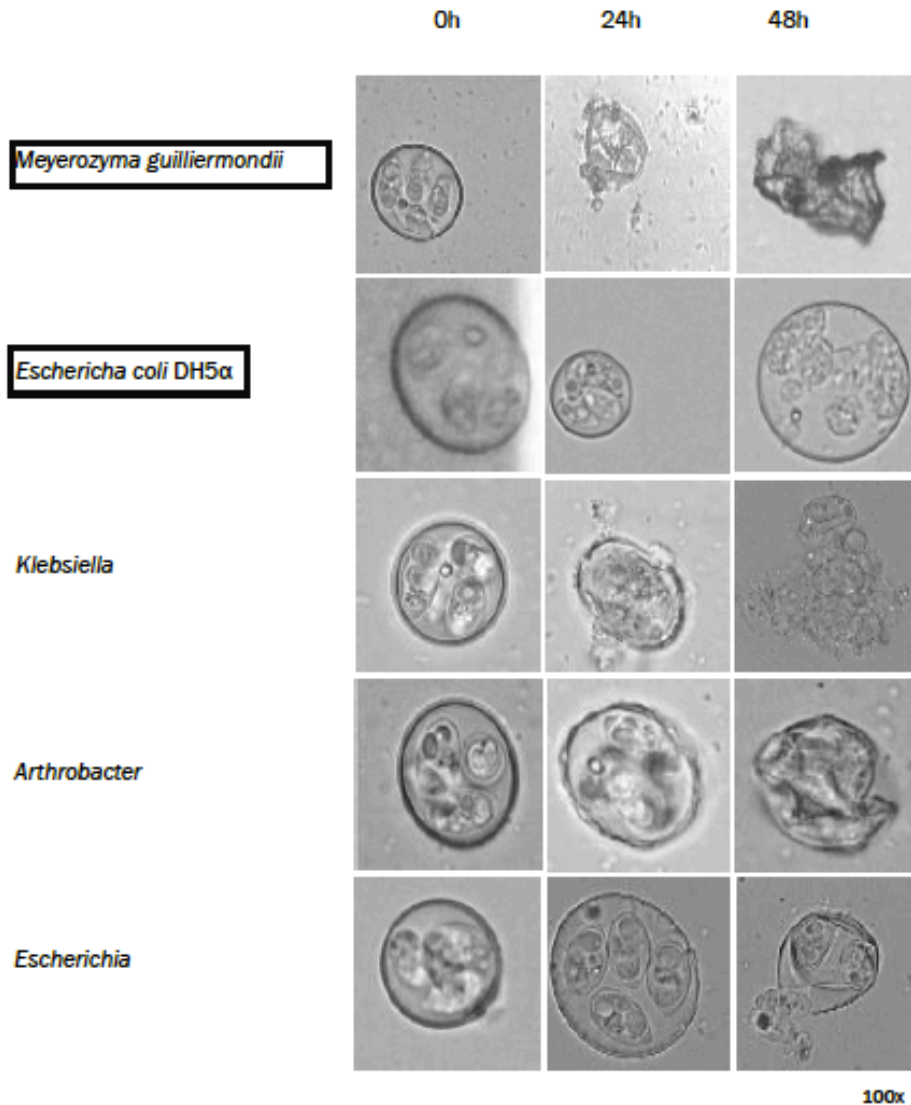 0h 24h 48h
Meyerozyma guilliermondii
Eschericha coli DH5α
Klebsiella
Arthrobacter
Escherichia
100x